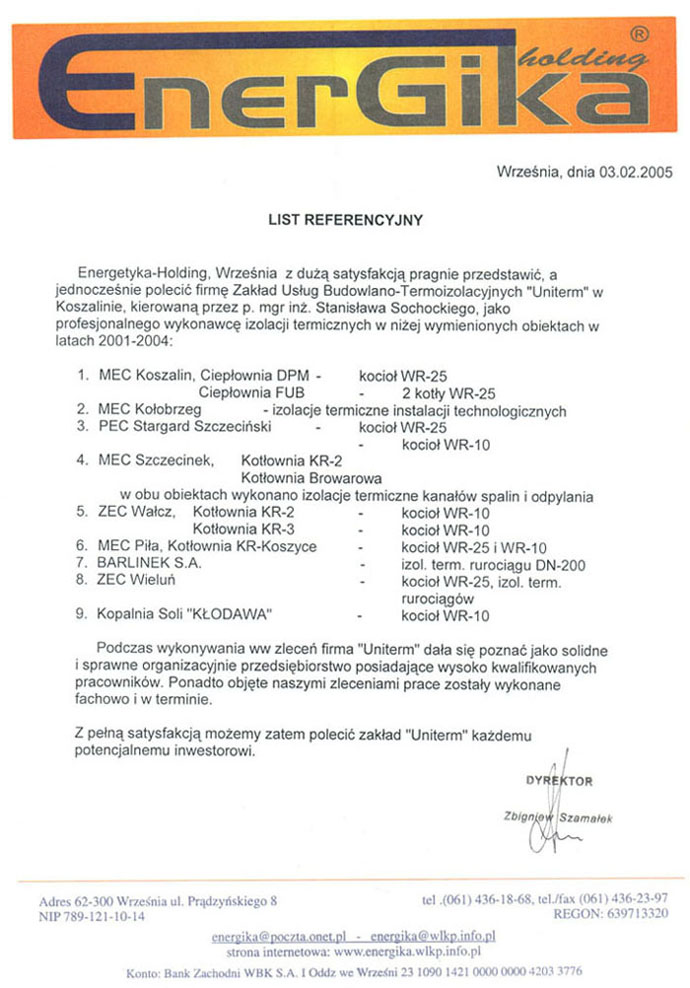 EnerGika holding ®
Września, dnia 03.02.2005
LIST REFERENCYJNY
Energetyka-Holding, Września z dużą satysfakcją pragnie przedstawić, a
jednocześnie polecić firmę Zakład Usług Budowlano-Termoizolacyjnych "Uniterm" w
Koszalinie, kierowaną przez p. mgr inż. Stanisława Sochockiego, jako
profesjonalnego wykonawcę izolacji termicznych w niżej wymienionych obiektach w
latach 2001-2004:
1. MEC Koszalin, Ciepłownia DPM - kocioł WR-25
Ciepłownia FUB - 2 kotły WR-25
2. MEC Kołobrzeg - izolacje termiczne instalacji technologicznych
3. PEC Stargard Szczeciński - kocioł WR-25
- kocioł WR-10
4. MEC Szczecinek, Kotłownia KR-2
Kotłownia Browarowa
w obu obiektach wykonano izolacje termiczne kanałów spalin i odpylania
5. ZEC Wałcz, Kotłownia KR-2 - kocioł WR-10
Kotłownia KR-3 - kocioł WR-10
6. MEC Piła, Kotłownia KR-Koszyce - kocioł WR-25 i WR-10
7. BARLINEK S.A. - izol. term. rurociągu DN-200
8. ZEC Wieluń - kocioł WR-25, izol. term.
rurociągów
9. Kopalnia Soli "KŁODAWA" - kocioł WR-10
Podczas wykonywania ww zleceń firma "Uniterm" dała się poznać jako solidne
i sprawne organizacyjnie przedsiębiorstwo posiadające wysoko kwalifikowanych
pracowników. Ponadto objęte naszymi zleceniami prace zostały wykonane
fachowo i w terminie.
Z pełną satysfakcją możemy zatem polecić zakład "Uniterm" każdemu
potencjalnemu inwestorowi.
DYREKTOR
Zbigniew Szamałek
Adres 62-300 Września ul. Prądzyńskiego 8 tel .(061) 436-18-68, tel./fax (061) 436-23-97
NIP 789-121-10-14 REGON: 639713320
energika@poczta.onet.pl - energika@wlkp.info.pl
strona internetowa: www.energika.wlkp.info.pl
Konto: Bank Zachodni WBK S.A. I Oddz we Wrześni 23 1090 1421 0000 0000 4203 3776